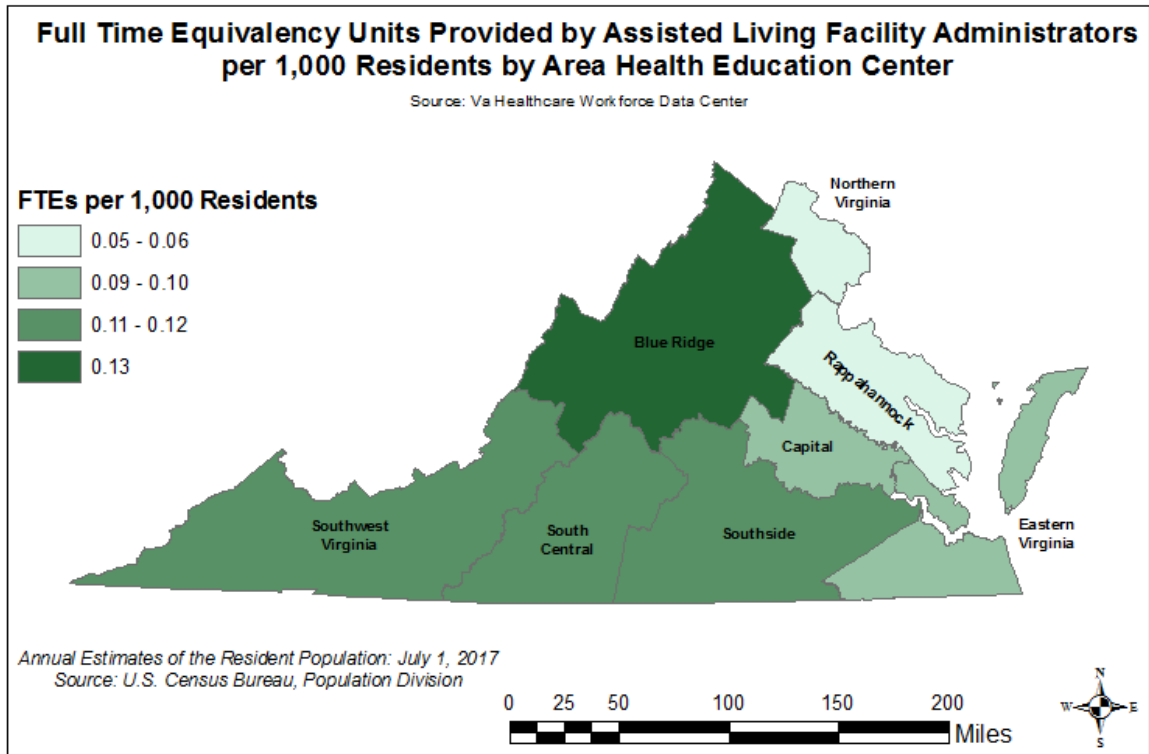 Full Time Equivalency Units Provided by Assisted Living Facility Administrators
per 1,000 Residents by Area Health Education Center
Source: Va Healthcare Workforce Data Center
FTEs per 1,000 Residents
0.05 - 0.06
0.09 - 0.10
0.11 - 0.12
0.13
Northern
Virginia
Blue Ridge
Rappahannock
Capital
Southwest
Virginia
South
Central
Southside
Eastern
Virginia
Annual Estimates of the Resident Population: July 1, 2017
Source: U.S. Census Bureau, Population Division
0 25 50 100 150 200
Miles
N
W E
S